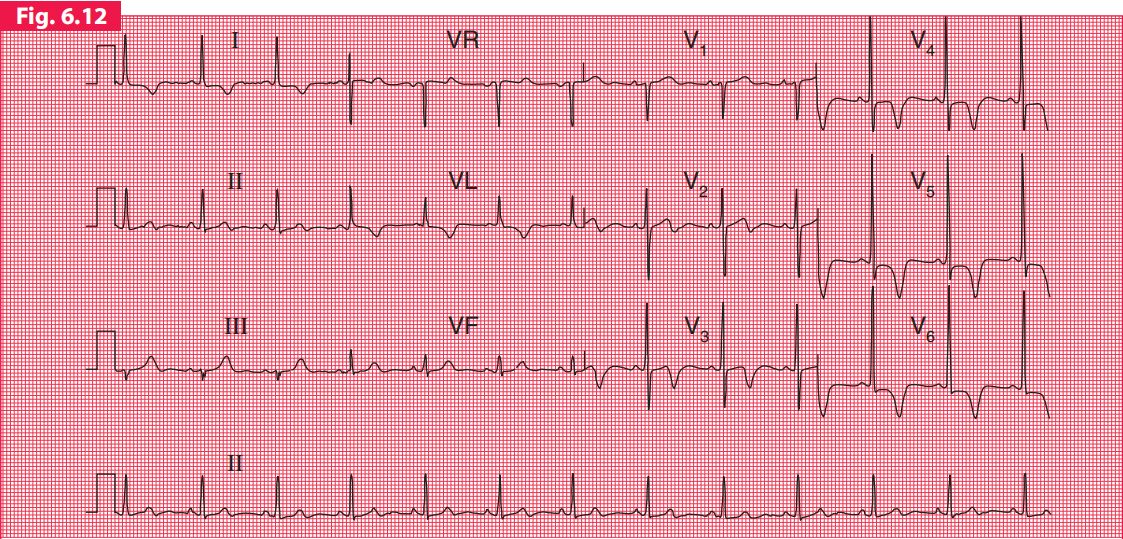 Fig. 6.12
I VR V1 V4
II VL V2 V5
III VF V3 V6
II